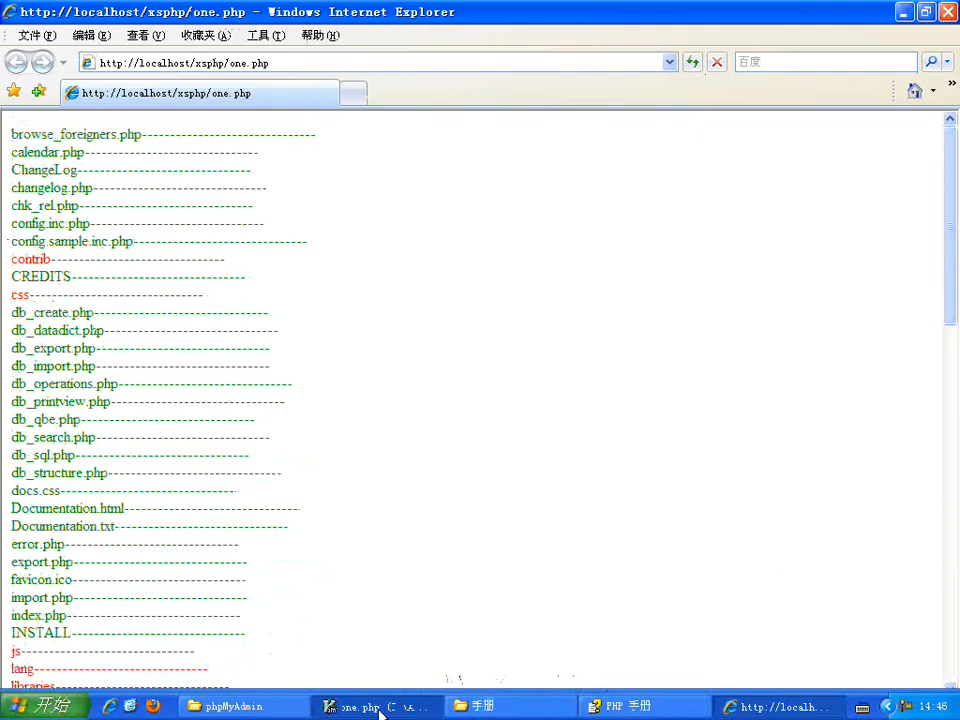 http://localhost/xsphp/one.php - Windows Internet Explorer
文件(F) 编辑(E) 查看(V) 收藏夹(A) 工具(T) 帮助(H)
http://localhost/xsphp/one.php 百度
http://localhost/xsphp/one.php
browse_foreigners.php-------------------------------
calendar.php-------------------------------
ChangeLog-------------------------------
changelog.php-------------------------------
chk_rel.php-------------------------------
config.inc.php-------------------------------
config.sample.inc.php-------------------------------
contrib-------------------------------
CREDITS-------------------------------
css-------------------------------
db_create.php-------------------------------
db_datadict.php-------------------------------
db_export.php-------------------------------
db_import.php-------------------------------
db_operations.php-------------------------------
db_printview.php-------------------------------
db_qbe.php-------------------------------
db_search.php-------------------------------
db_sql.php-------------------------------
db_structure.php-------------------------------
docs.css-------------------------------
Documentation.html-------------------------------
Documentation.txt-------------------------------
error.php-------------------------------
export.php-------------------------------
favicon.ico-------------------------------
import.php-------------------------------
index.php-------------------------------
INSTALL-------------------------------
js-------------------------------
lang-------------------------------
libraries-------------------------------
开始 phpMyAdmin one.php 手册 PHP 手册 http://localh... 14:46